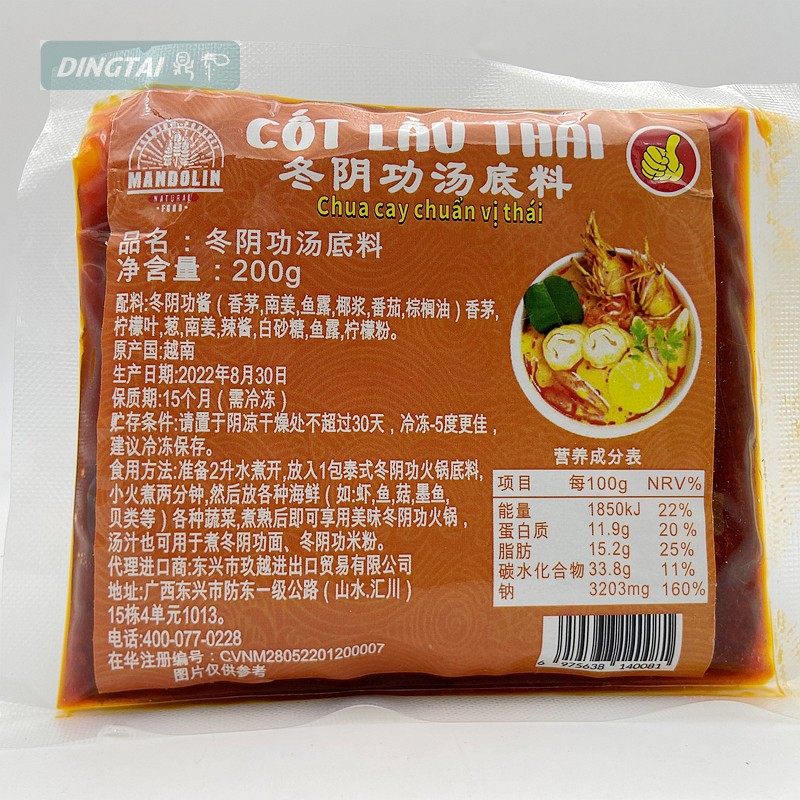 DINGTAI 鼎
CỐT LẨU THÁI
MANDOLIN
NATURAL
FOOD
冬阴功汤底料
Chua cay chuẩn vị thái
品名：冬阴功汤底料
净含量：200g
配料:冬阴功酱（香茅,南姜,鱼露,椰浆,番茄,棕榈油）香茅,
柠檬叶,葱,南姜,辣酱,白砂糖,鱼露,柠檬粉。
原产国:越南
生产日期:2022年8月30日
保质期:15个月（需冷冻）
贮存条件:请置于阴凉干燥处不超过30天，冷冻-5度更佳，
建议冷冻保存。
食用方法:准备2升水煮开,放入1包泰式冬阴功火锅底料,
小火煮两分钟,然后放各种海鲜（如:虾,鱼,菇,墨鱼,
贝类等）各种蔬菜,煮熟后即可享用美味冬阴功火锅，
汤汁也可用于煮冬阴功面、冬阴功米粉。
代理进口商:东兴市玖越进出口贸易有限公司
地址:广西东兴市防东一级公路（山水.汇川）
15栋4单元1013。
电话:400-077-0228
在华注册编号：CVNM28052201200007
图片仅供参考
营养成分表
项目 每100g NRV%
能量 1850kJ 22%
蛋白质 11.9g 20%
脂肪 15.2g 25%
碳水化合物 33.8g 11%
钠 3203mg 160%
6 975638 140081